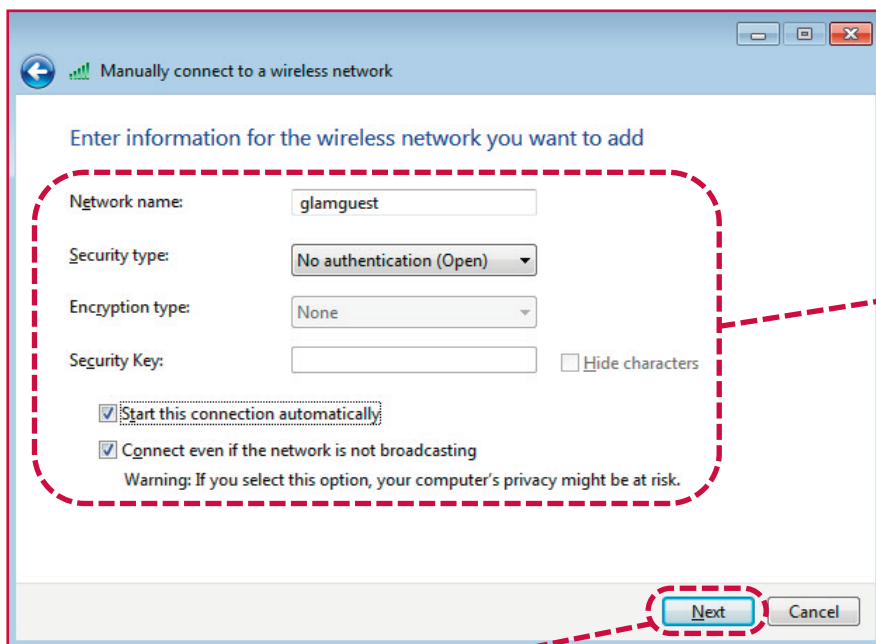 Manually connect to a wireless network
Enter information for the wireless network you want to add
Network name: glamguest
Security type: No authentication (Open)
Encryption type: None
Security Key: Hide characters
Start this connection automatically
Connect even if the network is not broadcasting
Warning: If you select this option, your computer's privacy might be at risk.
Next Cancel